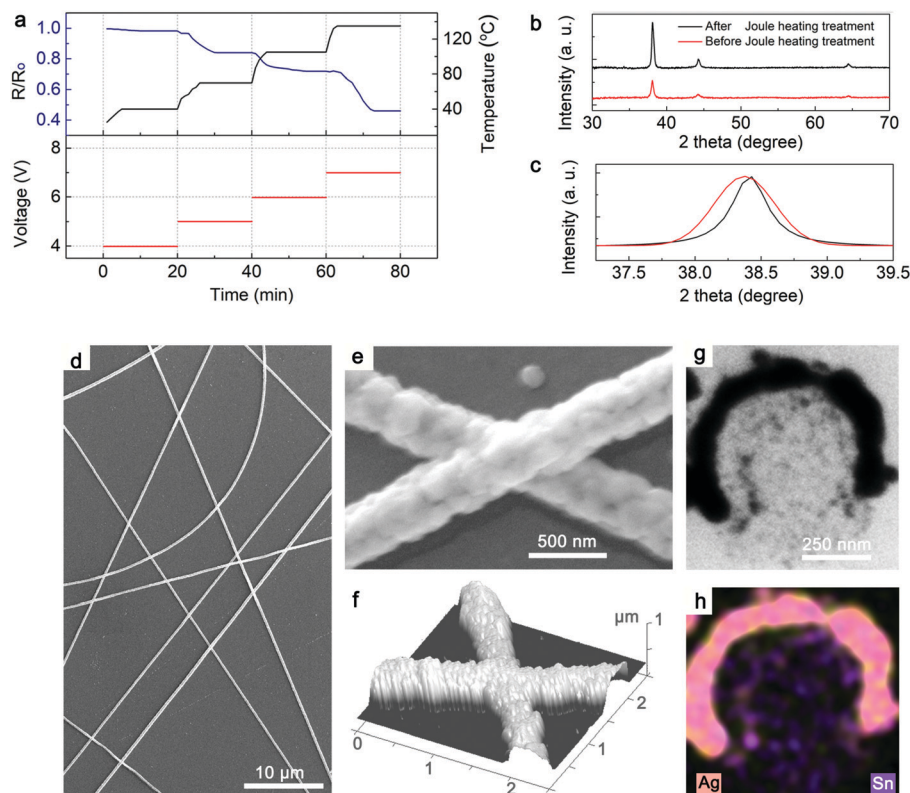 a
1.0
0.8
0.6
0.4
R/Ro
120
80
40
Temperature (°C)
8
6
4
Voltage (V)
0 20 40 60 80
Time (min)
b
After Joule heating treatment
Before Joule heating treatment
Intensity (a. u.)
30 40 50 60 70
2 theta (degree)
c
Intensity (a. u.)
37.5 38.0 38.5 39.0 39.5
2 theta (degree)
d
10 µm
e
500 nm
f
µm
1
2
1
0
1
2
g
250 nnm
h
Ag
Sn